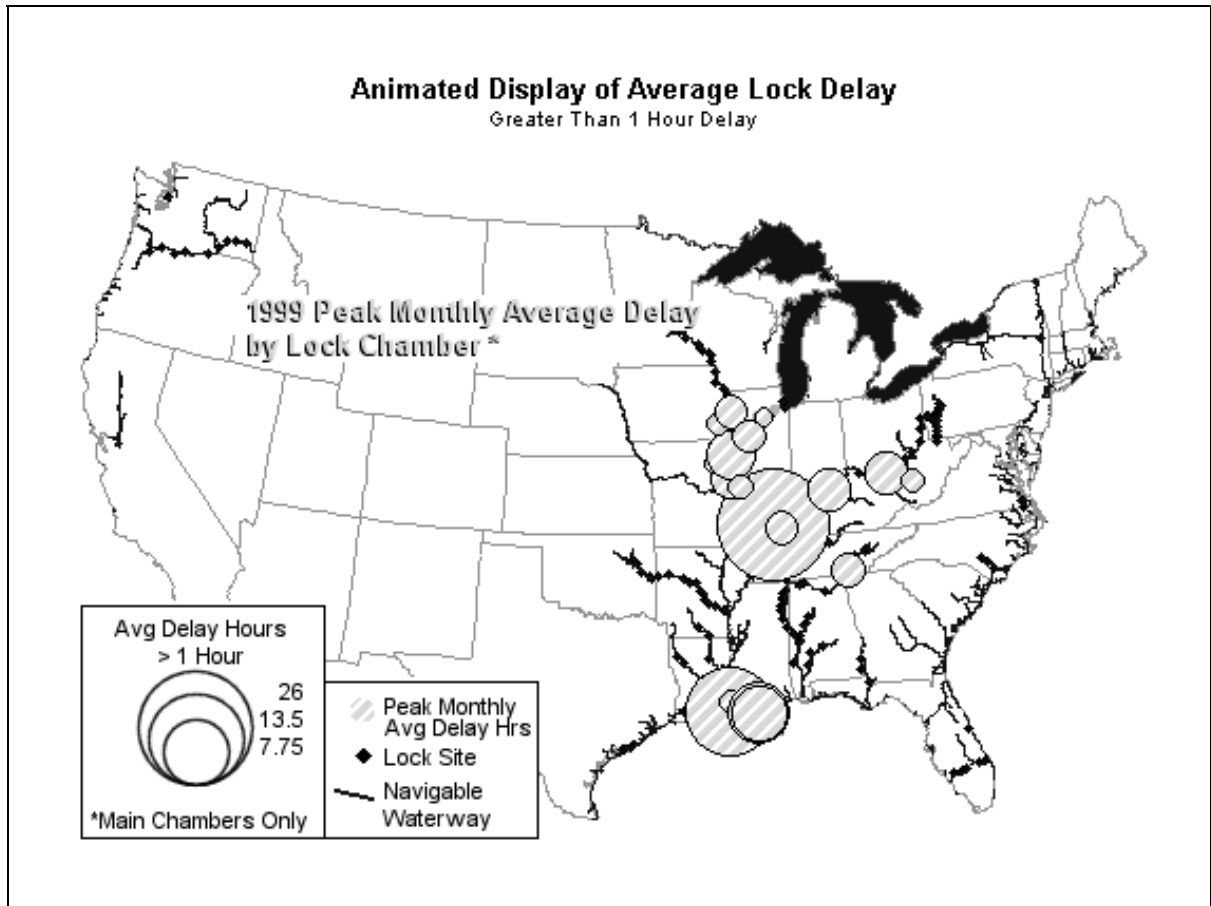 Animated Display of Average Lock Delay
Greater Than 1 Hour Delay
1999 Peak Monthly Average Delay
by Lock Chamber *
Avg Delay Hours
> 1 Hour
26
13.5
7.75
*Main Chambers Only
Peak Monthly
Avg Delay Hrs
Lock Site
Navigable
Waterway